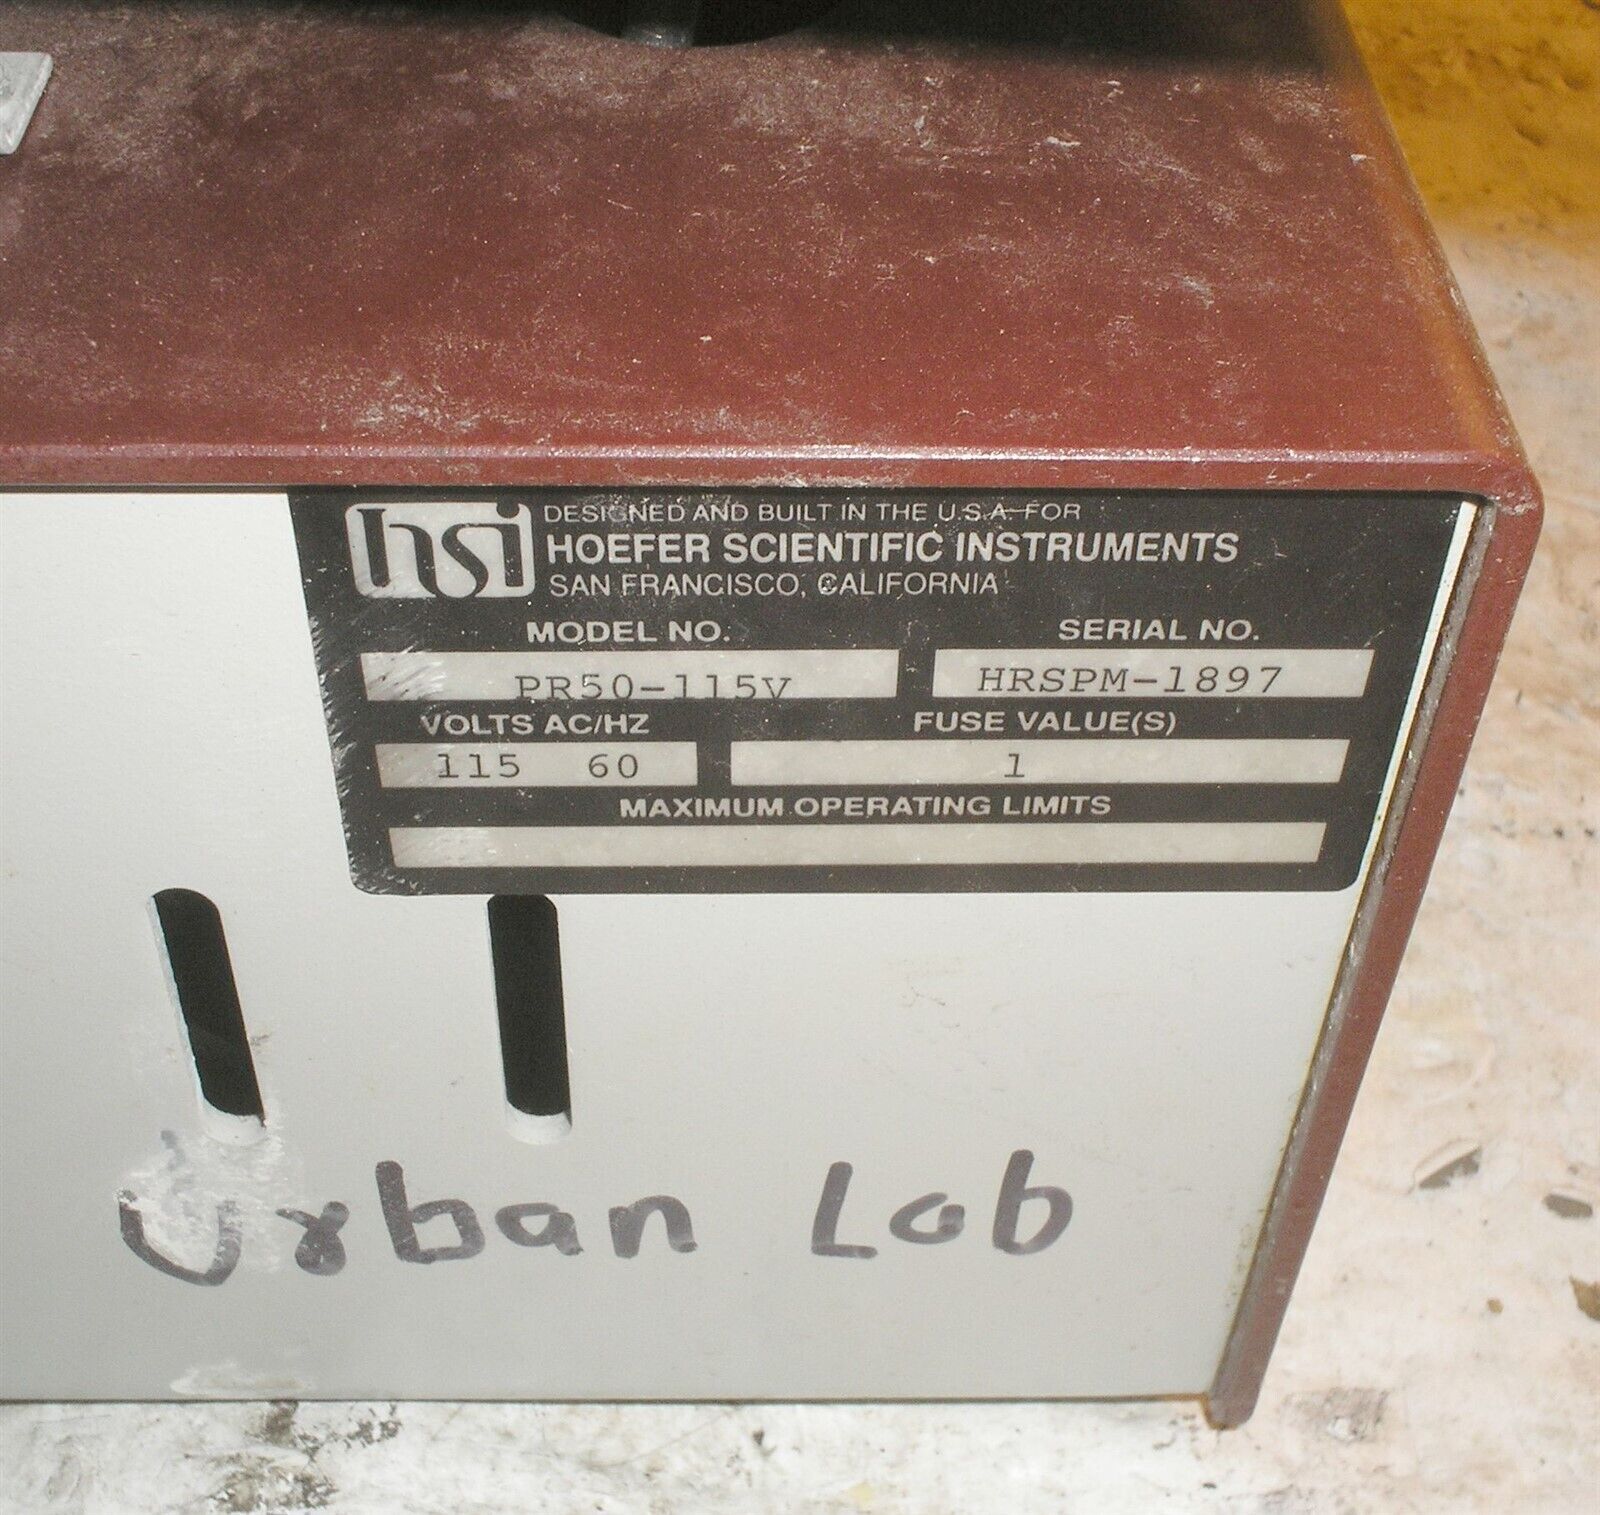 hsi
DESIGNED AND BUILT IN THE U.S.A. FOR
HOEFER SCIENTIFIC INSTRUMENTS
SAN FRANCISCO, CALIFORNIA
MODEL NO. SERIAL NO.
PR50-115V HRSPM-1897
VOLTS AC/HZ FUSE VALUE(S)
115 60 1
MAXIMUM OPERATING LIMITS
Urban Lab